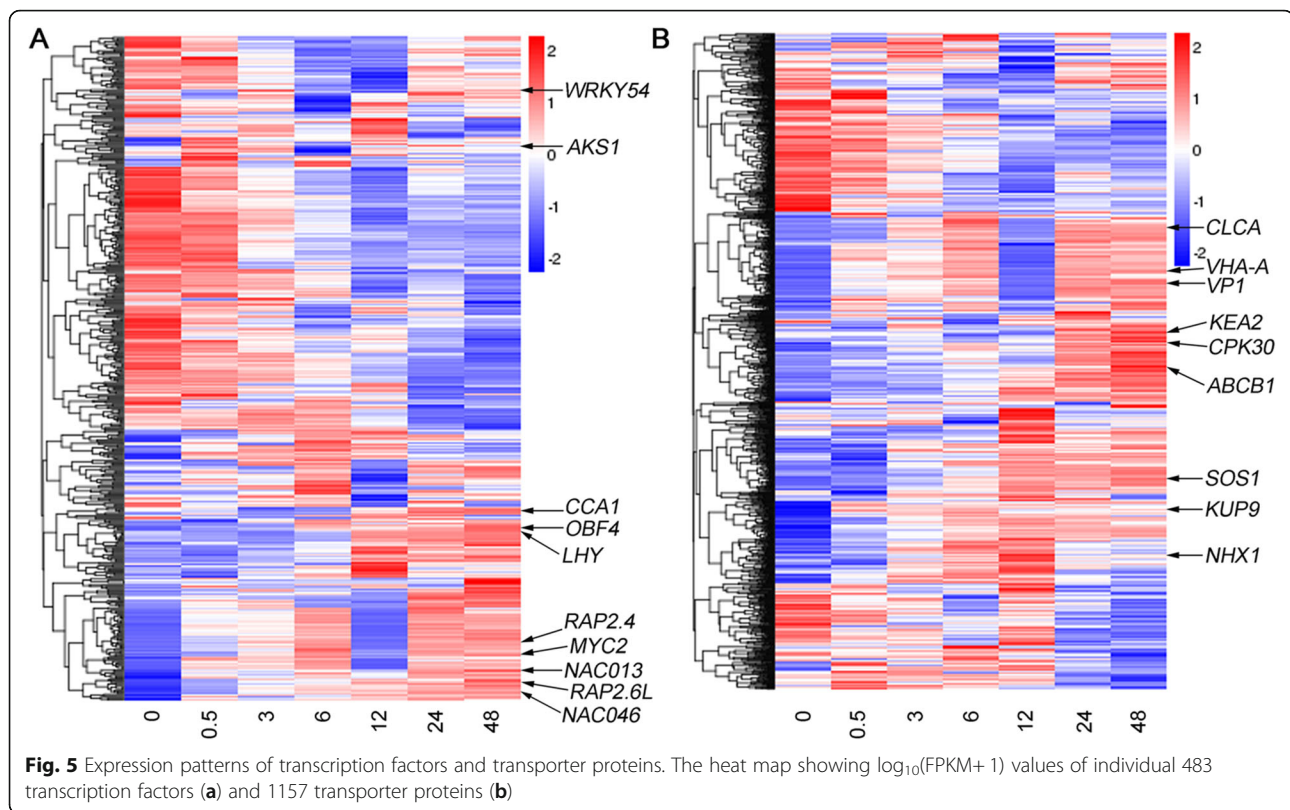 A
B
2
1
0
-1
-2
WRKY54
AKS1
CCA1
OBF4
LHY
RAP2.4
MYC2
NAC013
RAP2.6L
NAC046
0
0.5
3
6
12
24
48
2
1
0
-1
-2
CLCA
VHA-A
VP1
KEA2
CPK30
ABCB1
SOS1
KUP9
NHX1
0
0.5
3
6
12
24
48
Fig. 5 Expression patterns of transcription factors and transporter proteins. The heat map showing log10(FPKM+ 1) values of individual 483
transcription factors (a) and 1157 transporter proteins (b)